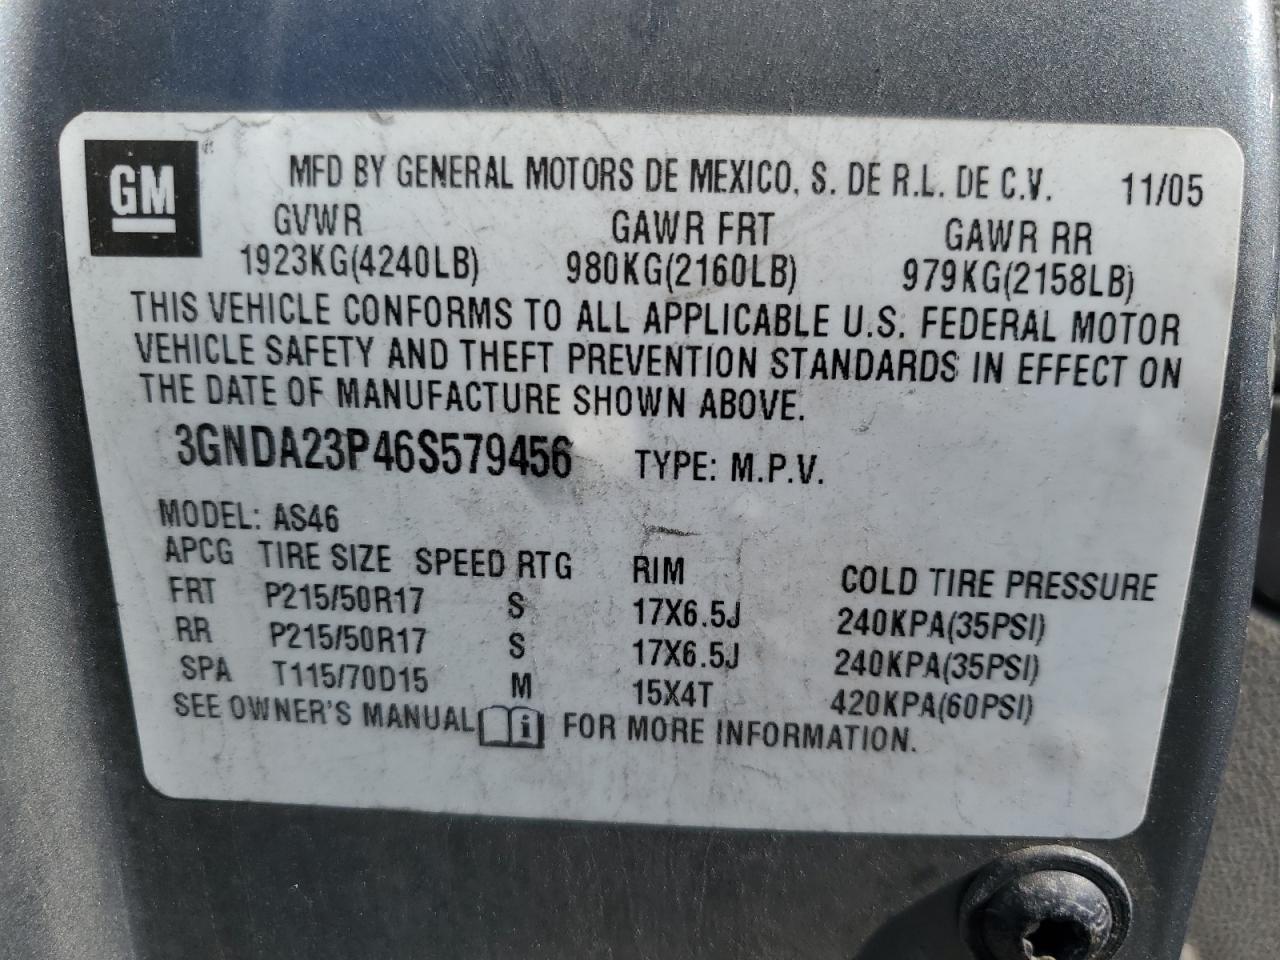 GM
MFD BY GENERAL MOTORS DE MEXICO, S. DE R.L. DE C.V. 11/05
GVWR GAWR FRT GAWR RR
1923KG(4240LB) 980KG(2160LB) 979KG(2158LB)
THIS VEHICLE CONFORMS TO ALL APPLICABLE U.S. FEDERAL MOTOR
VEHICLE SAFETY AND THEFT PREVENTION STANDARDS IN EFFECT ON
THE DATE OF MANUFACTURE SHOWN ABOVE.
3GNDA23P46S579456 TYPE: M.P.V.
MODEL: AS46
APCG TIRE SIZE SPEED RTG RIM COLD TIRE PRESSURE
FRT P215/50R17 S 17X6.5J 240KPA(35PSI)
RR P215/50R17 S 17X6.5J 240KPA(35PSI)
SPA T115/70D15 M 15X4T 420KPA(60PSI)
SEE OWNER'S MANUAL i FOR MORE INFORMATION.